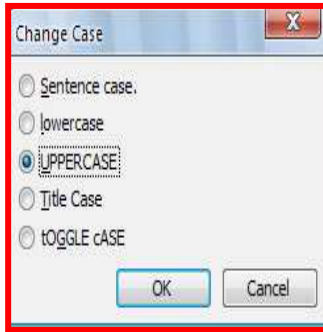 Change Case
X
Sentence case.
lowercase
UPPERCASE
Title Case
tOGGLE cASE
OK Cancel